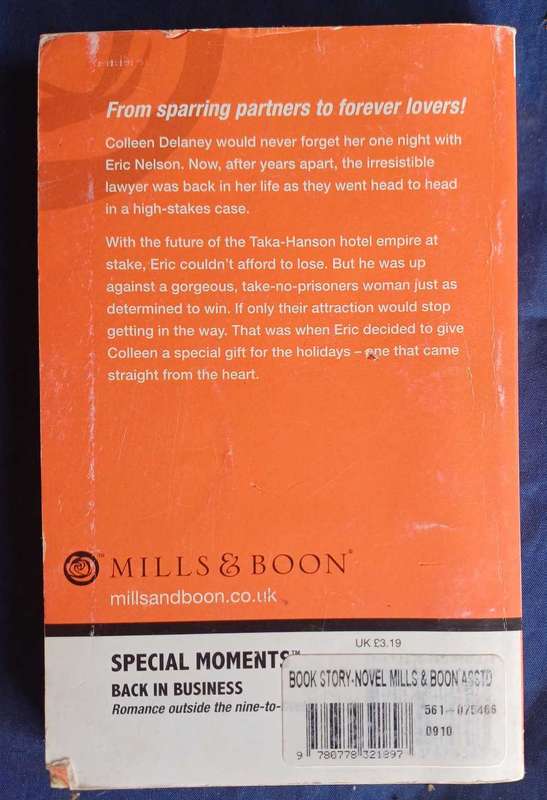 From sparring partners to forever lovers!
Colleen Delaney would never forget her one night with
Eric Nelson. Now, after years apart, the irresistible
lawyer was back in her life as they went head to head
in a high-stakes case.
With the future of the Taka-Hanson hotel empire at
stake, Eric couldn't afford to lose. But he was up
against a gorgeous, take-no-prisoners woman just as
determined to win. If only their attraction would stop
getting in the way. That was when Eric decided to give
Colleen a special gift for the holidays – one that came
straight from the heart.
MILLS & BOON®
millsandboon.co.uk
UK £3.19
SPECIAL MOMENTS™
BACK IN BUSINESS
Romance outside the nine-to-
BOOK STORY-NOVEL MILLS & BOON ASSTD
561-075466
0910
9 780778 321897